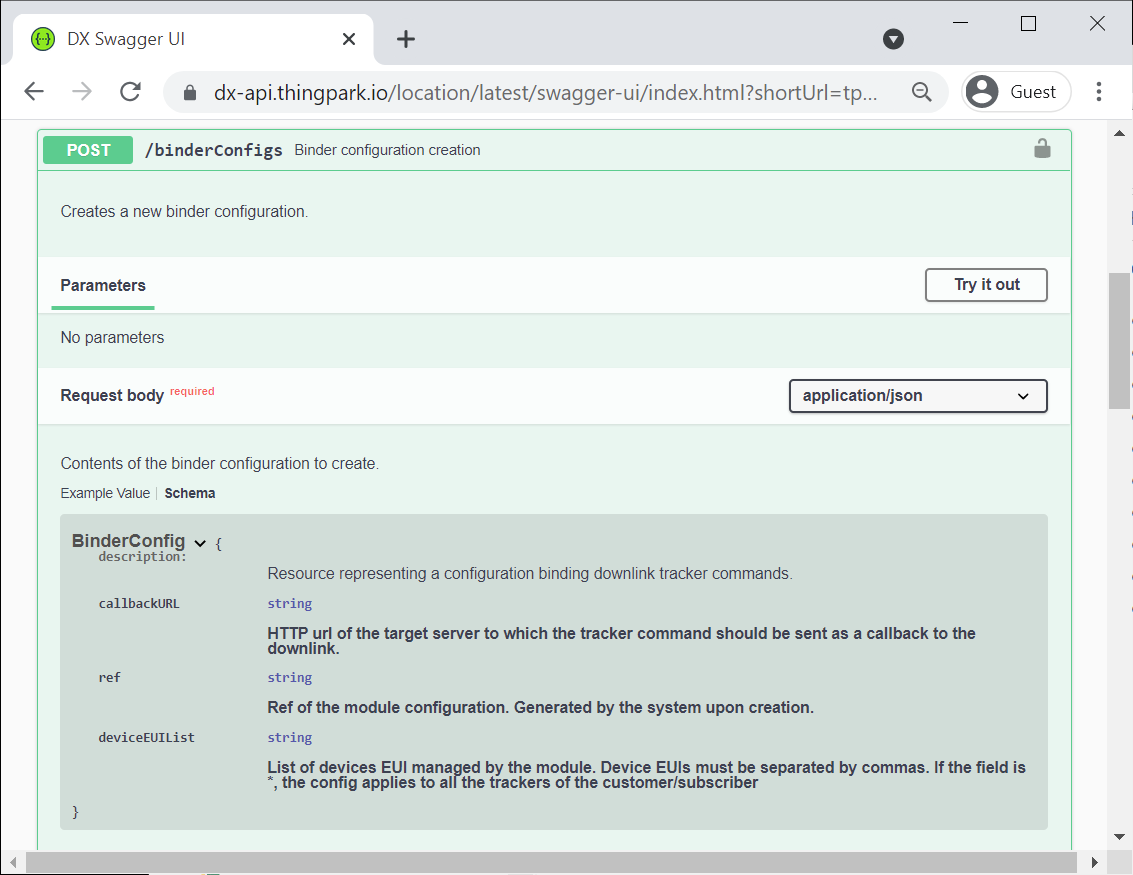 DX Swagger UI
dx-api.thingpark.io/location/latest/swagger-ui/index.html?shortUrl=tp...
Guest
POST /binderConfigs Binder configuration creation
Creates a new binder configuration.
Parameters
Try it out
No parameters
Request body required
application/json
Contents of the binder configuration to create.
Example Value | Schema
BinderConfig {
description:
Resource representing a configuration binding downlink tracker commands.
callbackURL string
HTTP url of the target server to which the tracker command should be sent as a callback to the
downlink.
ref string
Ref of the module configuration. Generated by the system upon creation.
deviceEUIList string
List of devices EUI managed by the module. Device EUIs must be separated by commas. If the field is
*, the config applies to all the trackers of the customer/subscriber
}